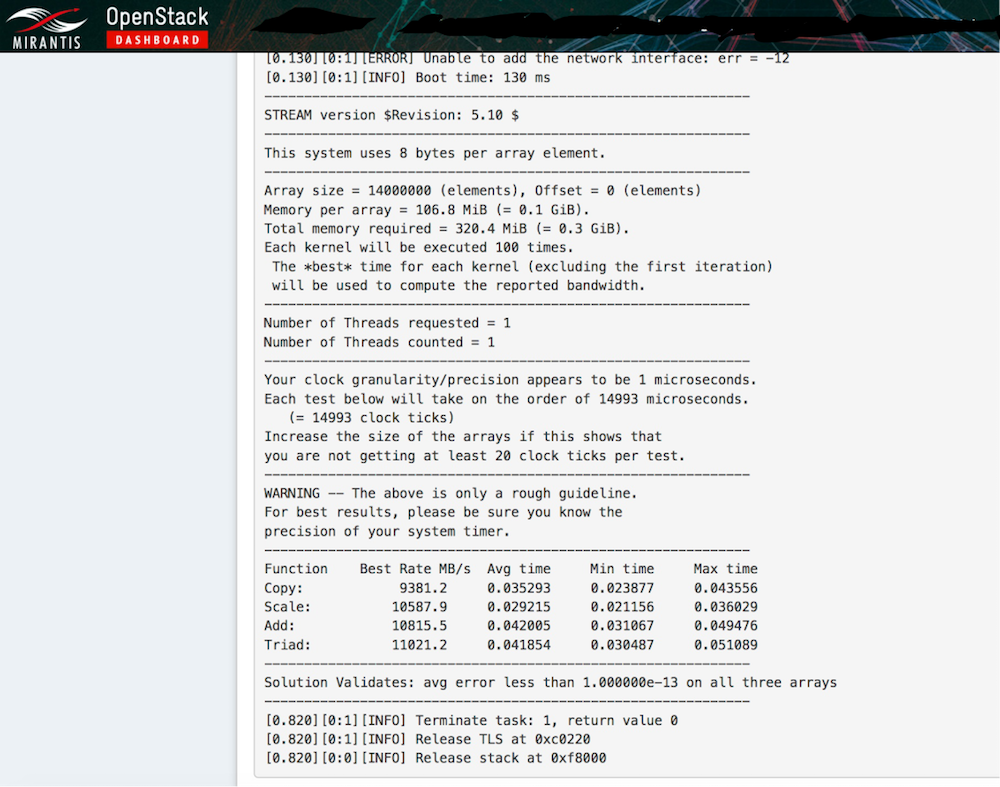 MIRANTIS
OpenStack
DASHBOARD
[0.130][0:1][ERROR] Unable to add the network interface: err = -12
[0.130][0:1][INFO] Boot time: 130 ms
-------------------------------------------------------------
STREAM version $Revision: 5.10 $
-------------------------------------------------------------
This system uses 8 bytes per array element.
-------------------------------------------------------------
Array size = 14000000 (elements), Offset = 0 (elements)
Memory per array = 106.8 MiB (= 0.1 GiB).
Total memory required = 320.4 MiB (= 0.3 GiB).
Each kernel will be executed 100 times.
 The *best* time for each kernel (excluding the first iteration)
 will be used to compute the reported bandwidth.
-------------------------------------------------------------
Number of Threads requested = 1
Number of Threads counted = 1
-------------------------------------------------------------
Your clock granularity/precision appears to be 1 microseconds.
Each test below will take on the order of 14993 microseconds.
   (= 14993 clock ticks)
Increase the size of the arrays if this shows that
you are not getting at least 20 clock ticks per test.
-------------------------------------------------------------
WARNING -- The above is only a rough guideline.
For best results, please be sure you know the
precision of your system timer.
-------------------------------------------------------------
Function    Best Rate MB/s  Avg time     Min time     Max time
Copy:            9381.2     0.035293     0.023877     0.043556
Scale:          10587.9     0.029215     0.021156     0.036029
Add:            10815.5     0.042005     0.031067     0.049476
Triad:          11021.2     0.041854     0.030487     0.051089
-------------------------------------------------------------
Solution Validates: avg error less than 1.000000e-13 on all three arrays
-------------------------------------------------------------
[0.820][0:1][INFO] Terminate task: 1, return value 0
[0.820][0:1][INFO] Release TLS at 0xc0220
[0.820][0:0][INFO] Release stack at 0xf8000